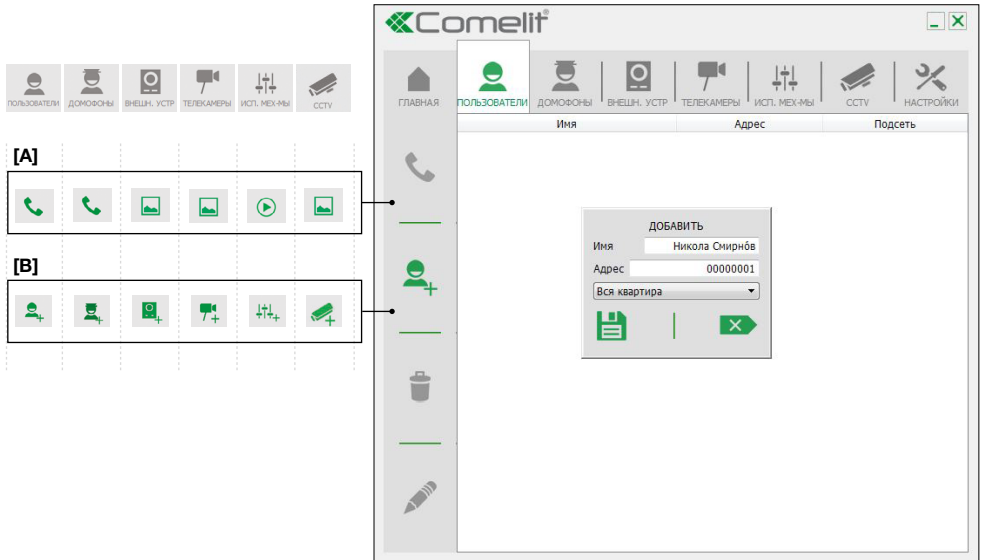 ПОЛЬЗОВАТЕЛИ ДОМОФОНЫ ВНЕШН. УСТР ТЕЛЕКАМЕРЫ ИСП. МЕХ-МЫ CCTV
[A]
[B]
Comelit®
ГЛАВНАЯ ПОЛЬЗОВАТЕЛИ ДОМОФОНЫ ВНЕШН. УСТР ТЕЛЕКАМЕРЫ ИСП. МЕХ-МЫ CCTV НАСТРОЙКИ
Имя Адрес Подсеть
ДОБАВИТЬ
Имя Никола Смирнóв
Адрес 00000001
Вся квартира